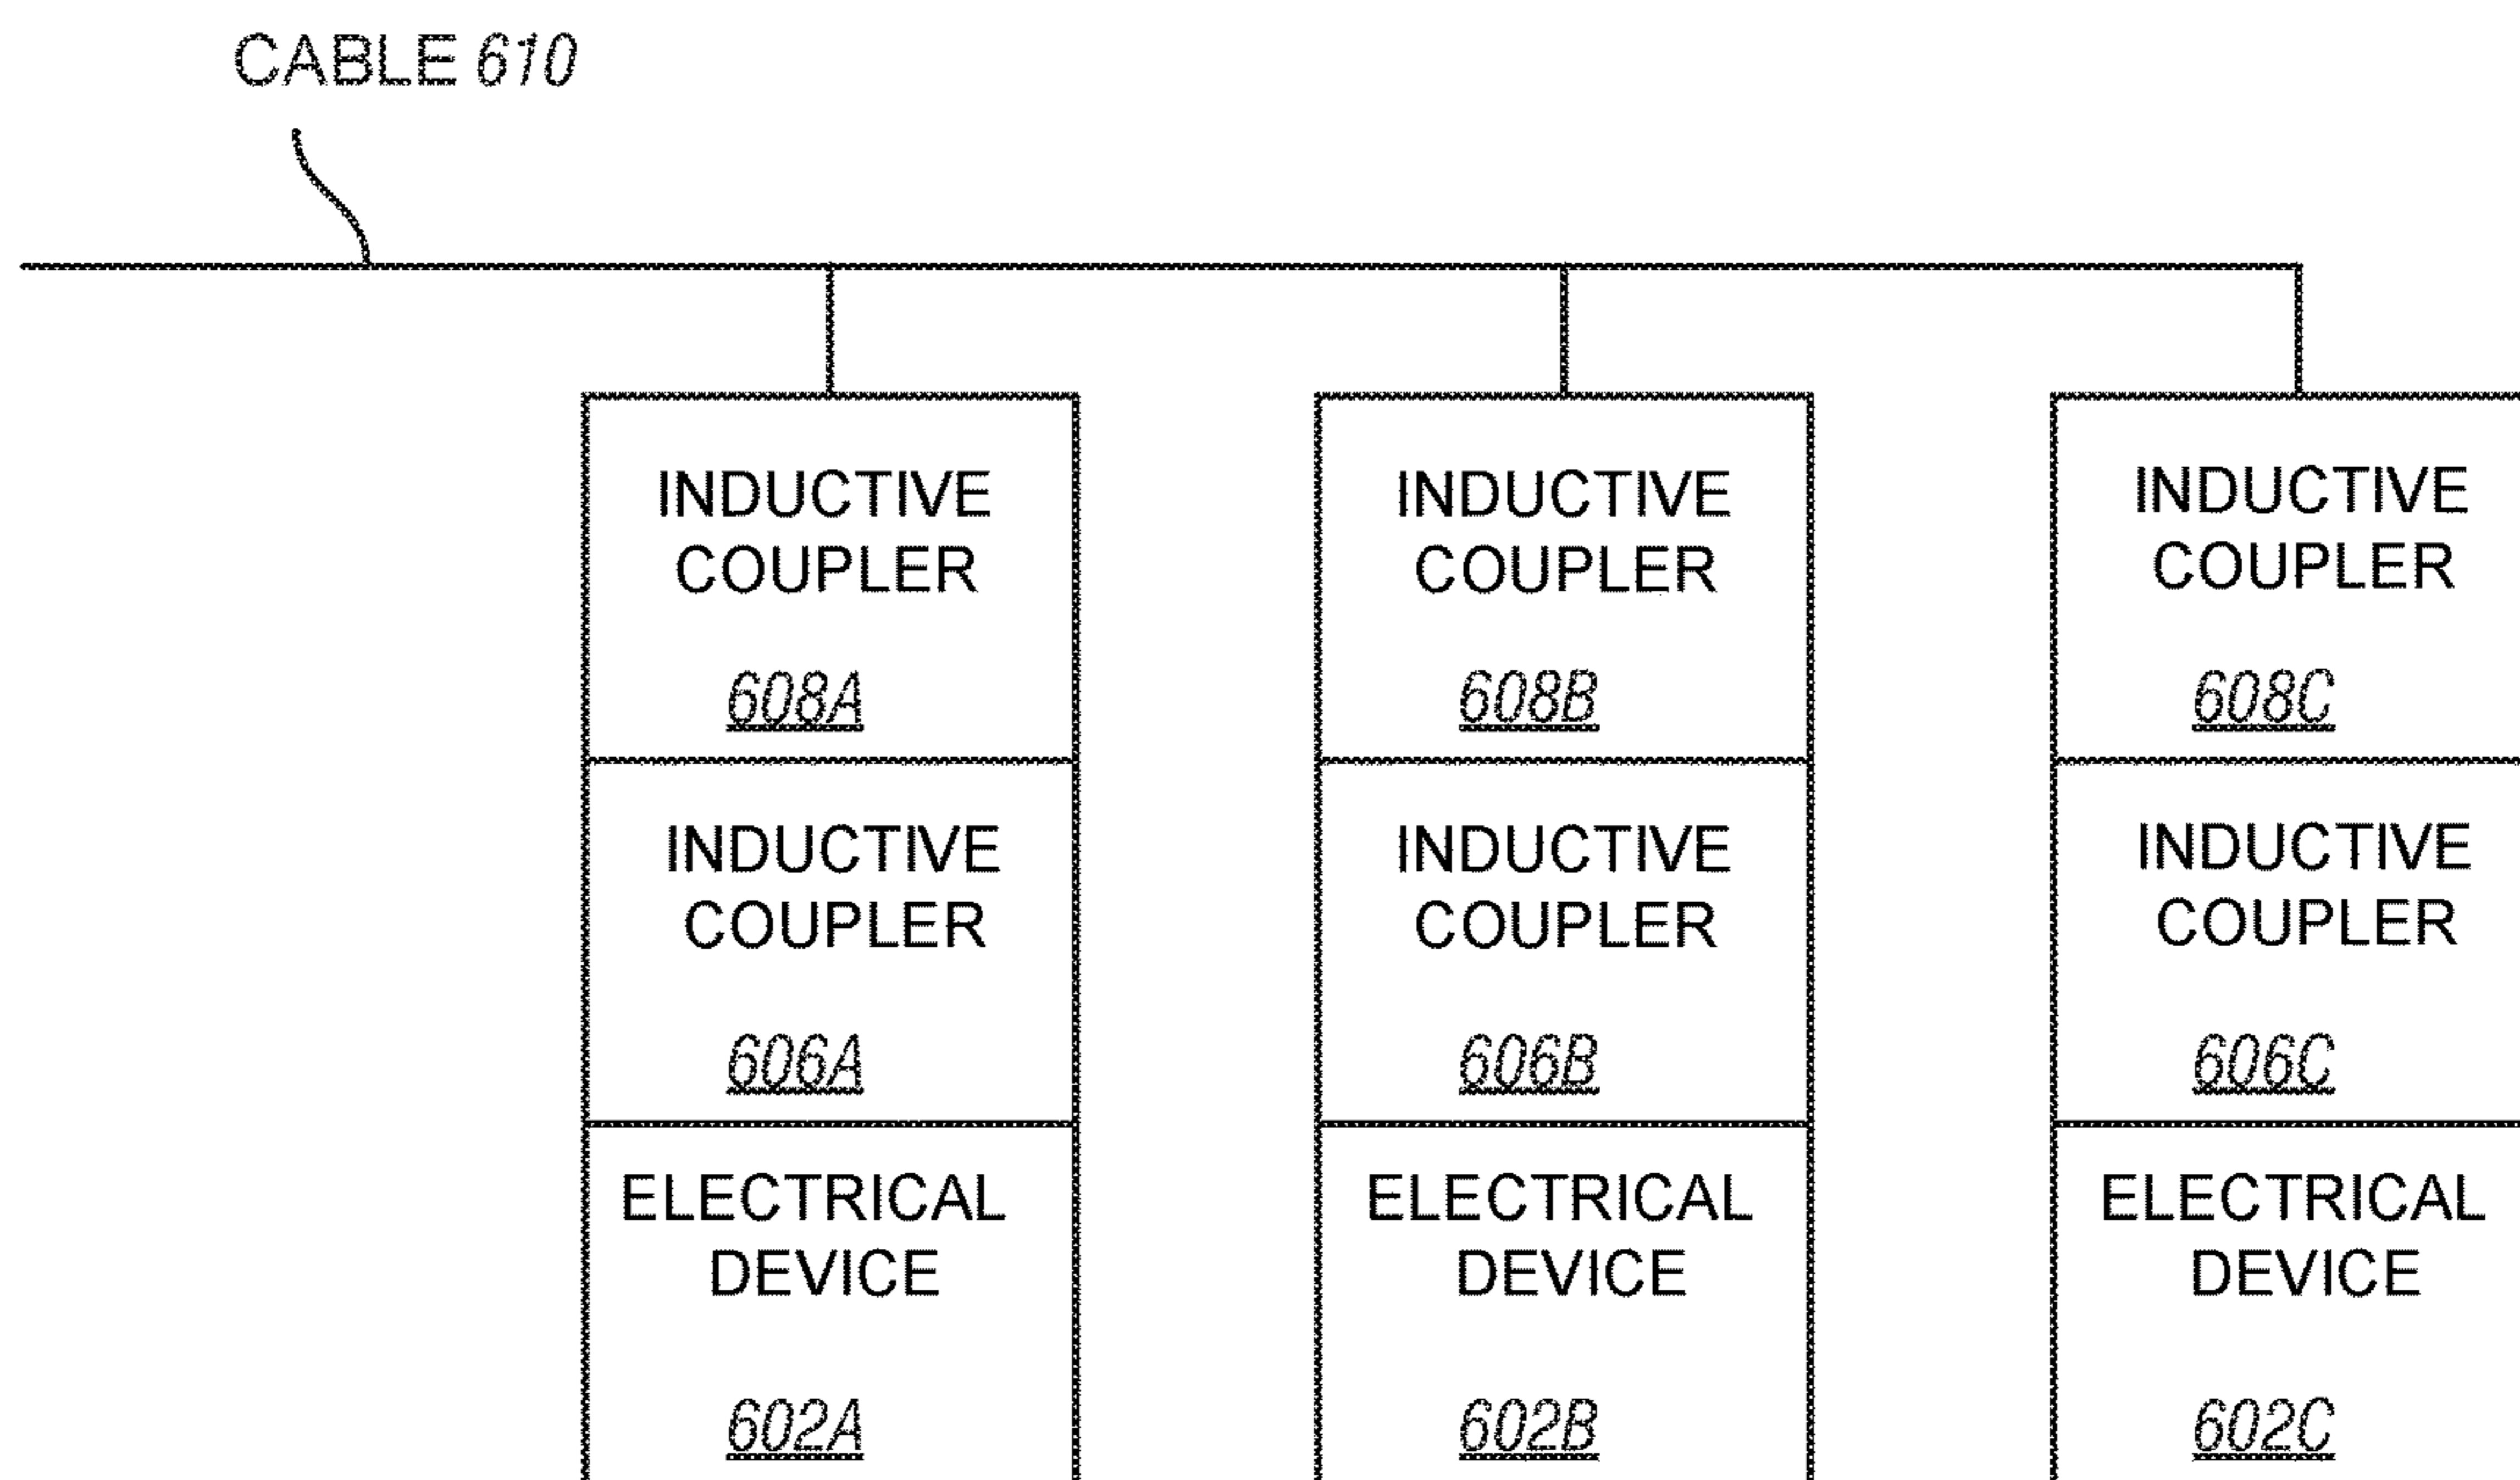 CABLE 610
INDUCTIVE
COUPLER
608A
INDUCTIVE
COUPLER
608B
INDUCTIVE
COUPLER
608C
INDUCTIVE
COUPLER
606A
INDUCTIVE
COUPLER
606B
INDUCTIVE
COUPLER
606C
ELECTRICAL
DEVICE
602A
ELECTRICAL
DEVICE
602B
ELECTRICAL
DEVICE
602C